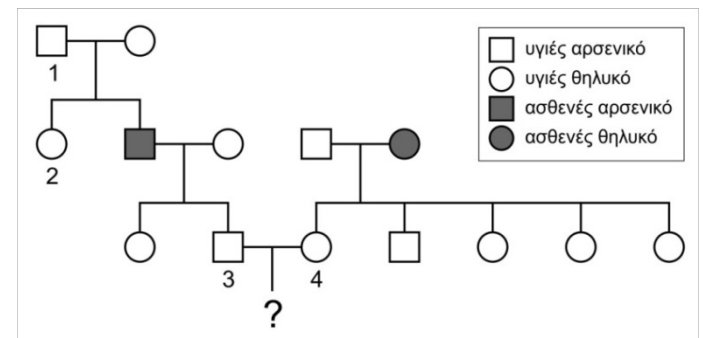 υγιές αρσενικό
υγιές θηλυκό
ασθενές αρσενικό
ασθενές θηλυκό
1
2
3
4
?